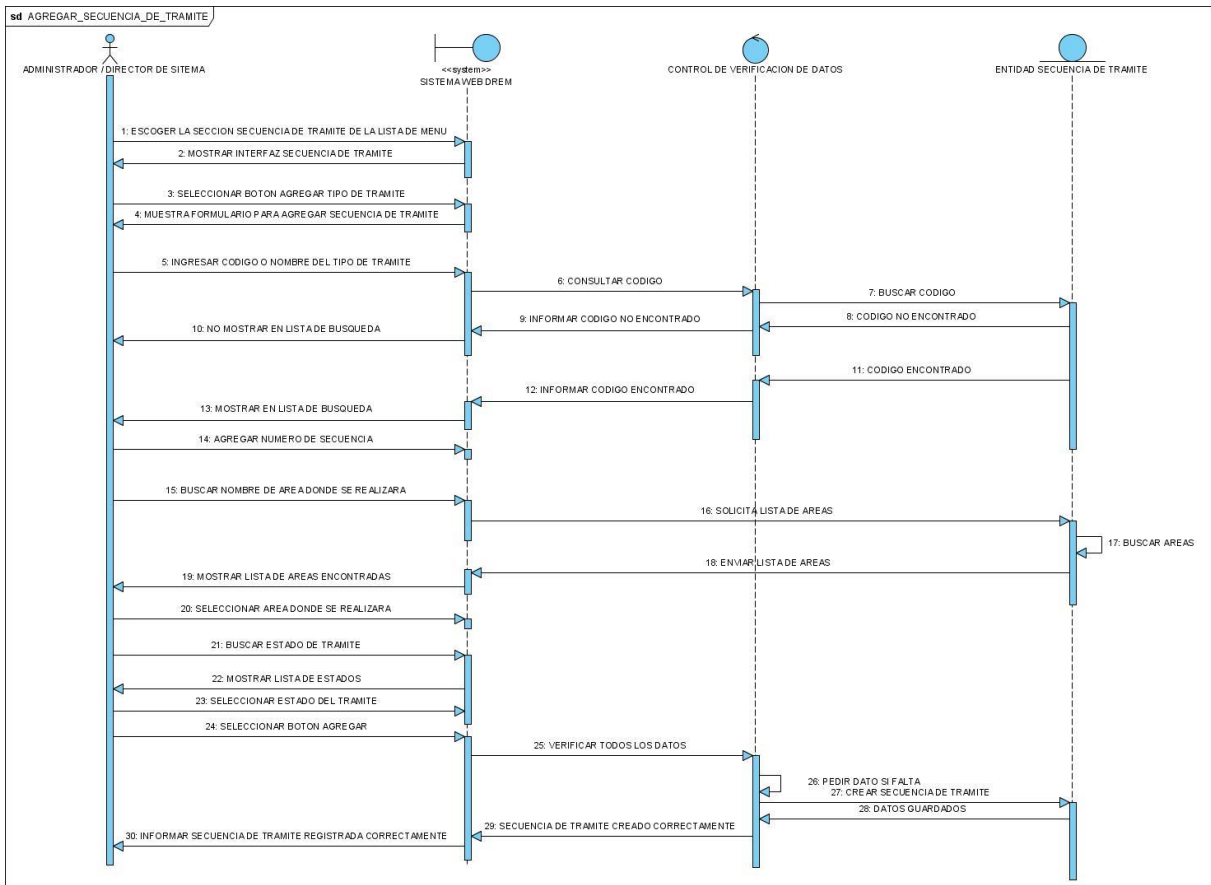 sd AGREGAR_SECUENCIA_DE_TRAMITE
ADMINISTRADOR / DIRECTOR DE SITEMA
<<system>>
SISTEMA WEB DREM
CONTROL DE VERIFICACION DE DATOS
ENTIDAD SECUENCIA DE TRAMITE
1: ESCOGER LA SECCION SECUENCIA DE TRAMITE DE LA LISTA DE MENU
2: MOSTRAR INTERFAZ SECUENCIA DE TRAMITE
3: SELECCIONAR BOTON AGREGAR TIPO DE TRAMITE
4: MUESTRA FORMULARIO PARA AGREGAR SECUENCIA DE TRAMITE
5: INGRESAR CODIGO O NOMBRE DEL TIPO DE TRAMITE
6: CONSULTAR CODIGO
7: BUSCAR CODIGO
8: CODIGO NO ENCONTRADO
9: INFORMAR CODIGO NO ENCONTRADO
10: NO MOSTRAR EN LISTA DE BUSQUEDA
11: CODIGO ENCONTRADO
12: INFORMAR CODIGO ENCONTRADO
13: MOSTRAR EN LISTA DE BUSQUEDA
14: AGREGAR NUMERO DE SECUENCIA
15: BUSCAR NOMBRE DE AREA DONDE SE REALIZARA
16: SOLICITA LISTA DE AREAS
17: BUSCAR AREAS
18: ENVIAR LISTA DE AREAS
19: MOSTRAR LISTA DE AREAS ENCONTRADAS
20: SELECCIONAR AREA DONDE SE REALIZARA
21: BUSCAR ESTADO DE TRAMITE
22: MOSTRAR LISTA DE ESTADOS
23: SELECCIONAR ESTADO DEL TRAMITE
24: SELECCIONAR BOTON AGREGAR
25: VERIFICAR TODOS LOS DATOS
26: PEDIR DATO SI FALTA
27: CREAR SECUENCIA DE TRAMITE
28: DATOS GUARDADOS
29: SECUENCIA DE TRAMITE CREADO CORRECTAMENTE
30: INFORMAR SECUENCIA DE TRAMITE REGISTRADA CORRECTAMENTE